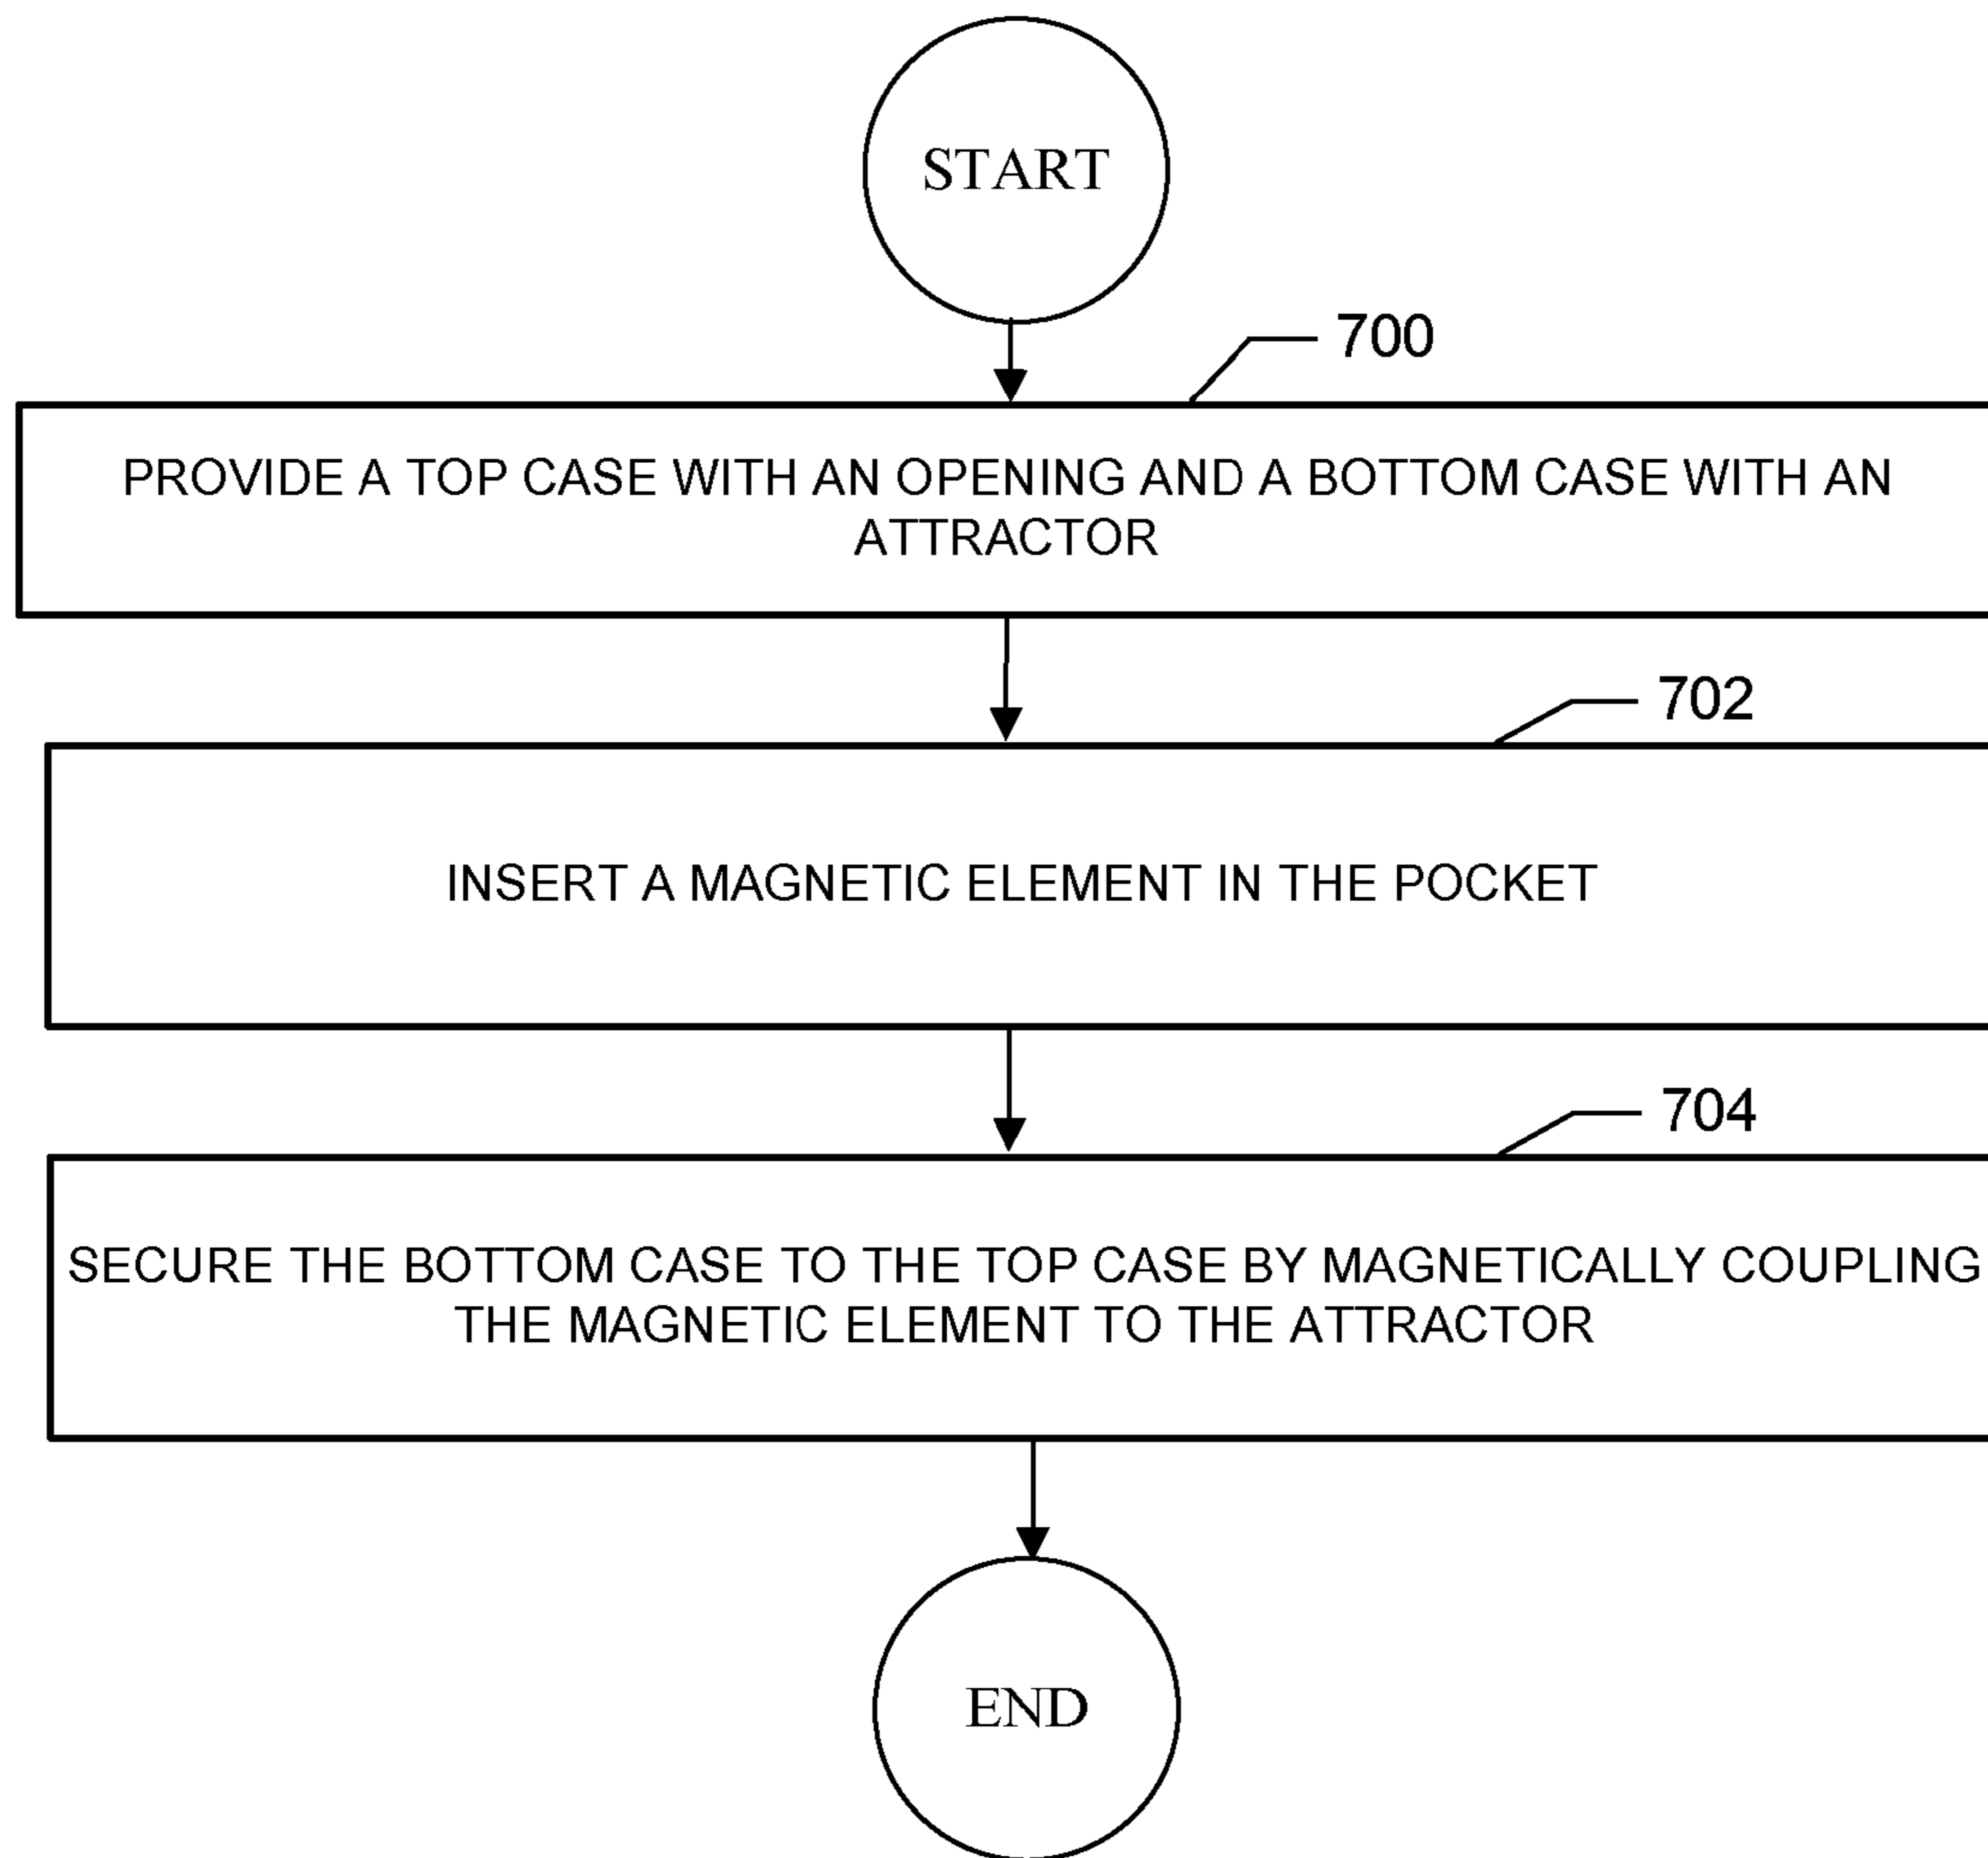 START
700
PROVIDE A TOP CASE WITH AN OPENING AND A BOTTOM CASE WITH AN
ATTRACTOR
702
INSERT A MAGNETIC ELEMENT IN THE POCKET
704
SECURE THE BOTTOM CASE TO THE TOP CASE BY MAGNETICALLY COUPLING
THE MAGNETIC ELEMENT TO THE ATTRACTOR
END